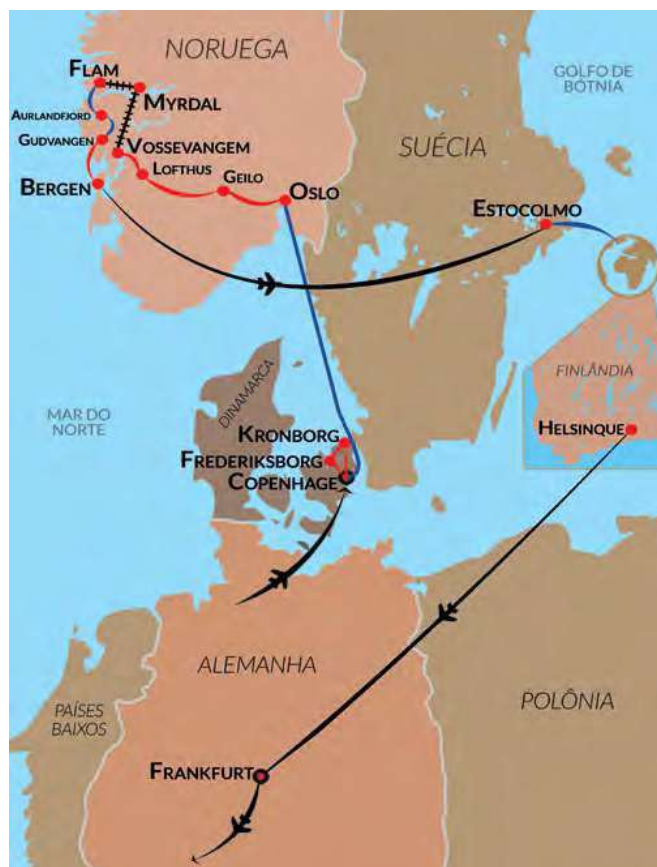 NORUEGA
GOLFO DE
BÓTNIA
FLAM
MYRDAL
AURLANDFJORD
GUDVANGEN
VOSSEVANGEM
LOFTHUS
GEILO
BERGEN
OSLO
SUÉCIA
ESTOCOLMO
FINLÂNDIA
HELSINQUE
MAR DO
NORTE
DINAMARCA
KRONBORG
FREDERIKSBORG
COPENHAGE
ALEMANHA
PAÍSES
BAIXOS
POLÔNIA
FRANKFURT